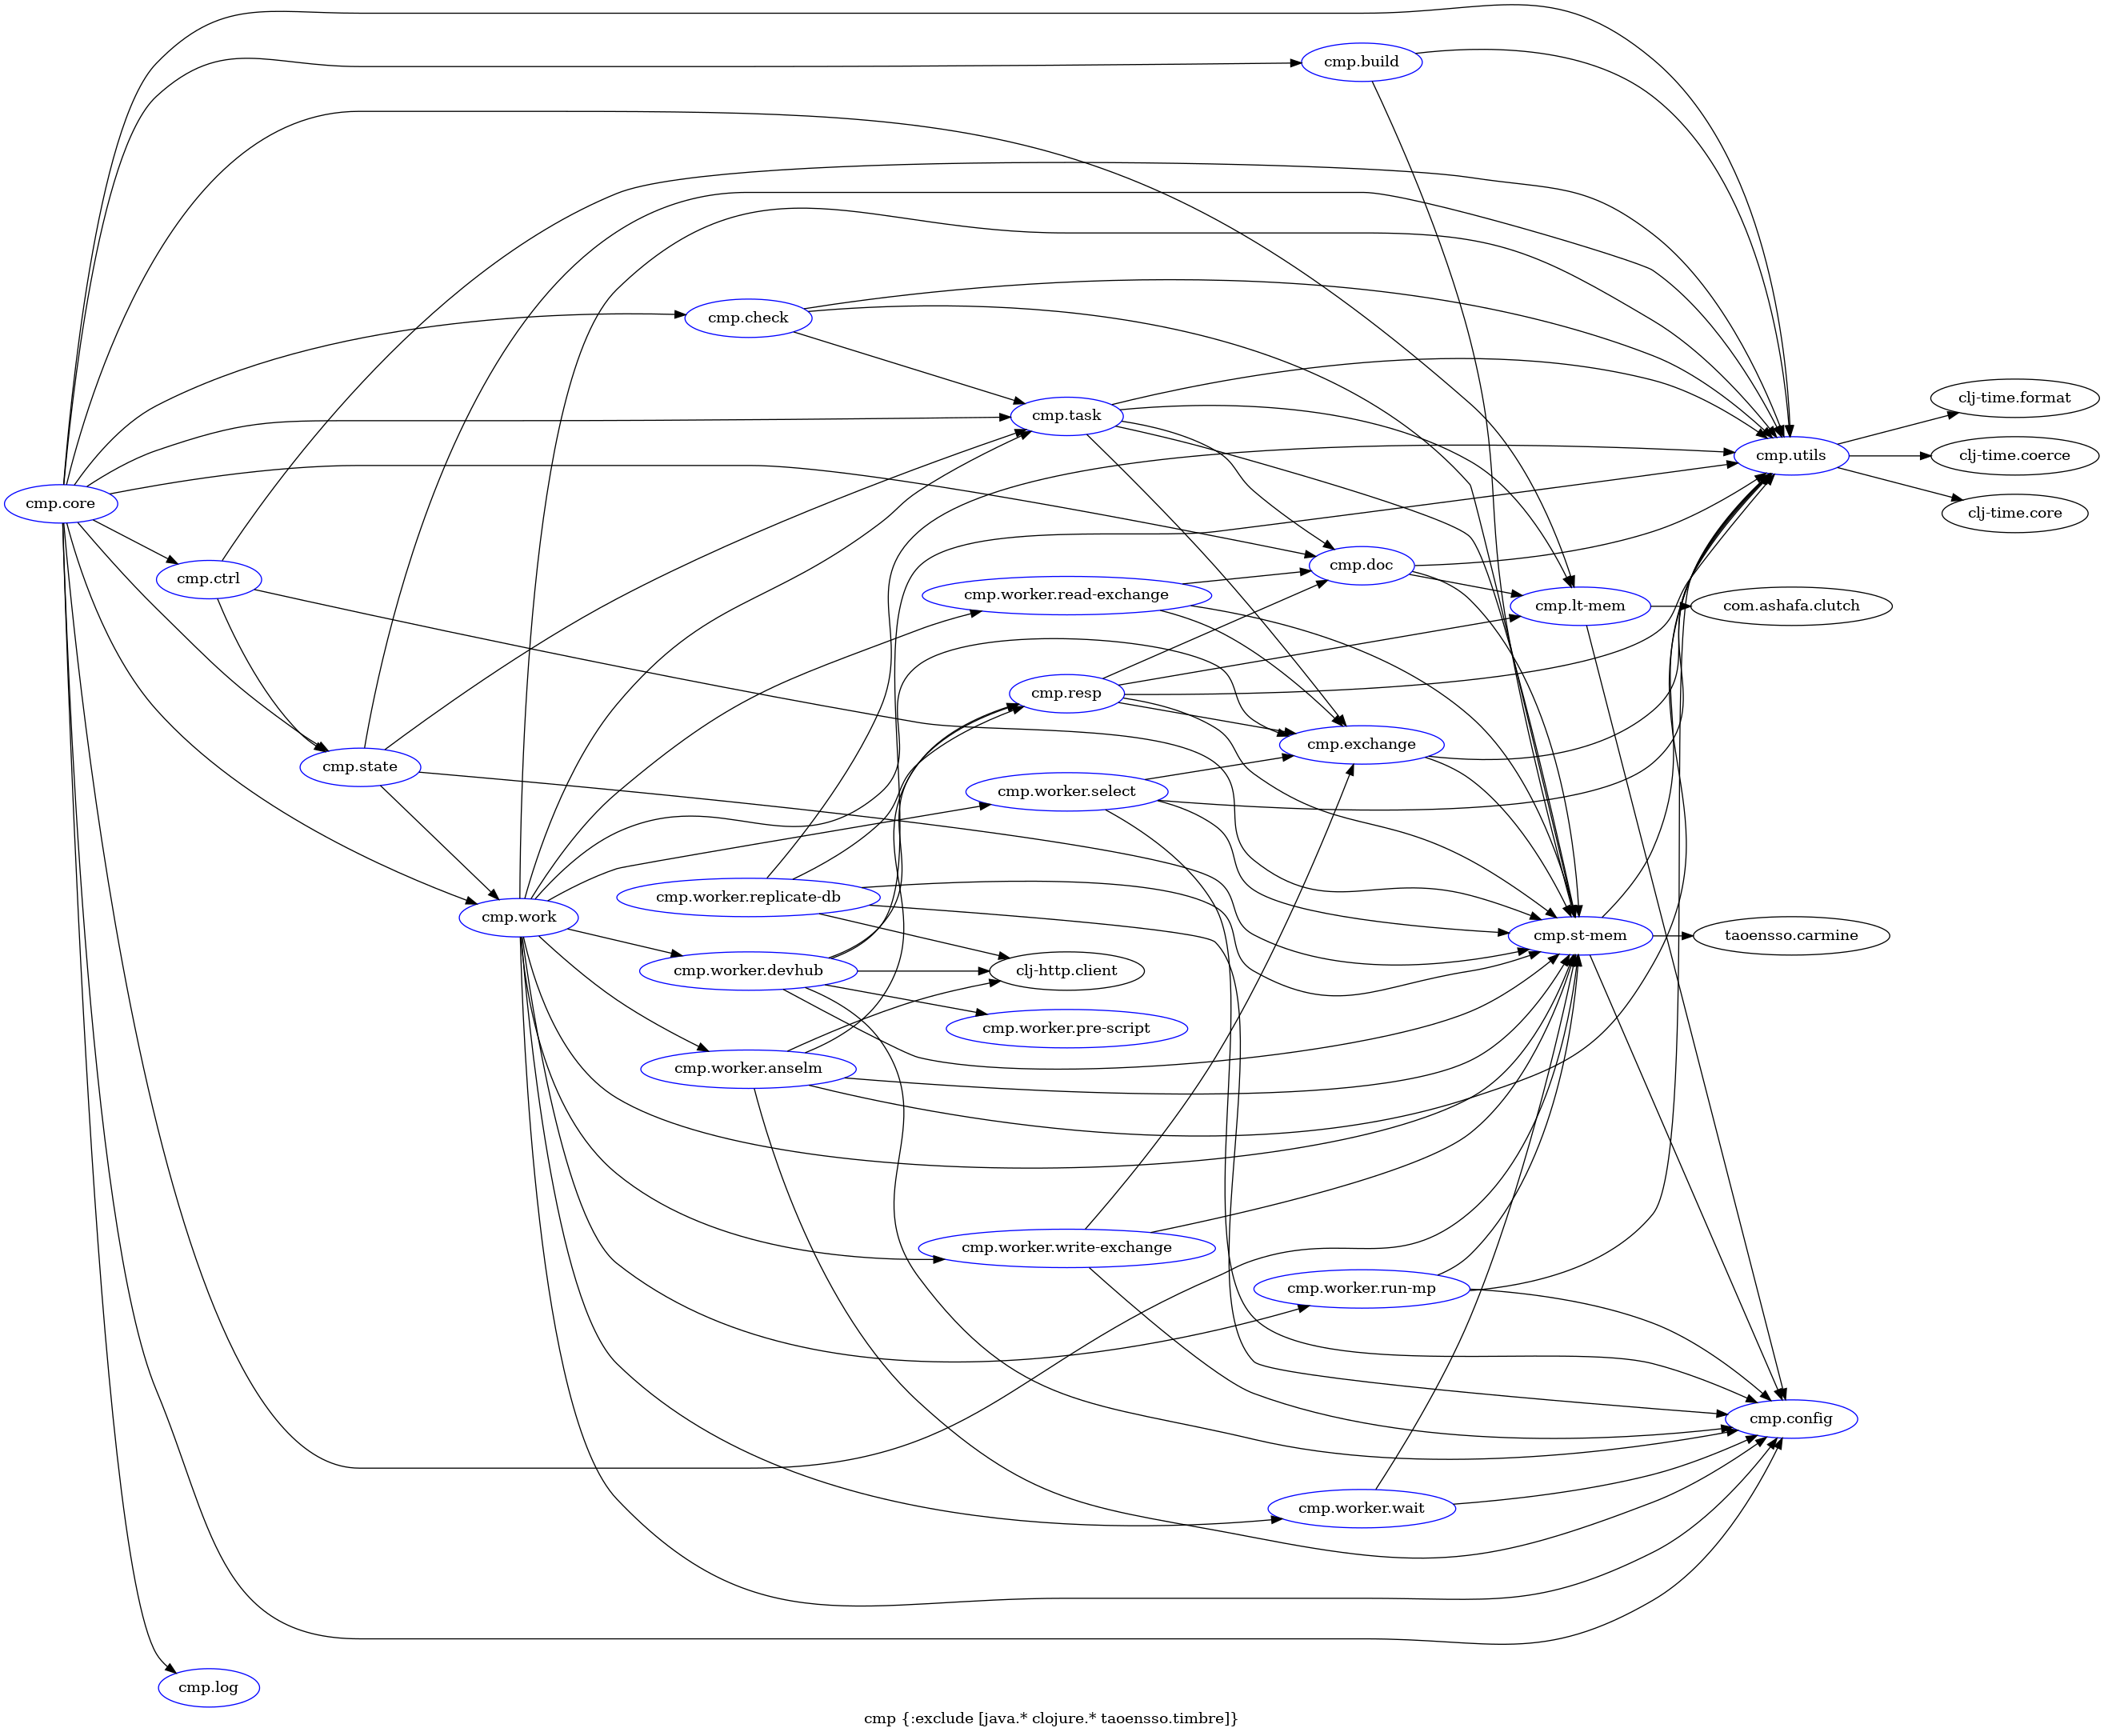 cmp.build
cmp.check
clj-time.format
cmp.task
cmp.utils
clj-time.coerce
cmp.core
clj-time.core
cmp.doc
cmp.ctrl
cmp.worker.read-exchange
cmp.lt-mem
com.ashafa.clutch
cmp.resp
cmp.exchange
cmp.state
cmp.worker.select
cmp.worker.replicate-db
cmp.work
cmp.st-mem
taoensso.carmine
cmp.worker.devhub
clj-http.client
cmp.worker.pre-script
cmp.worker.anselm
cmp.worker.write-exchange
cmp.worker.run-mp
cmp.config
cmp.worker.wait
cmp.log
cmp {:exclude [java.* clojure.* taoensso.timbre]}